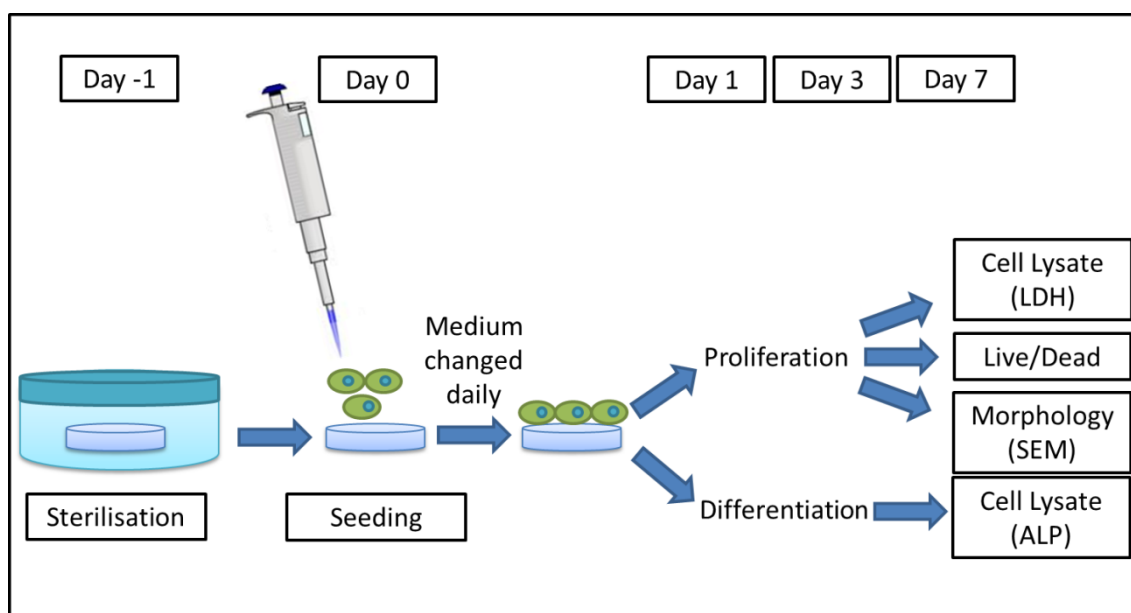 Day -1
Day 0
Day 1
Day 3
Day 7
Medium
changed
daily
Sterilisation
Seeding
Proliferation
Differentiation
Cell Lysate
(LDH)
Live/Dead
Morphology
(SEM)
Cell Lysate
(ALP)